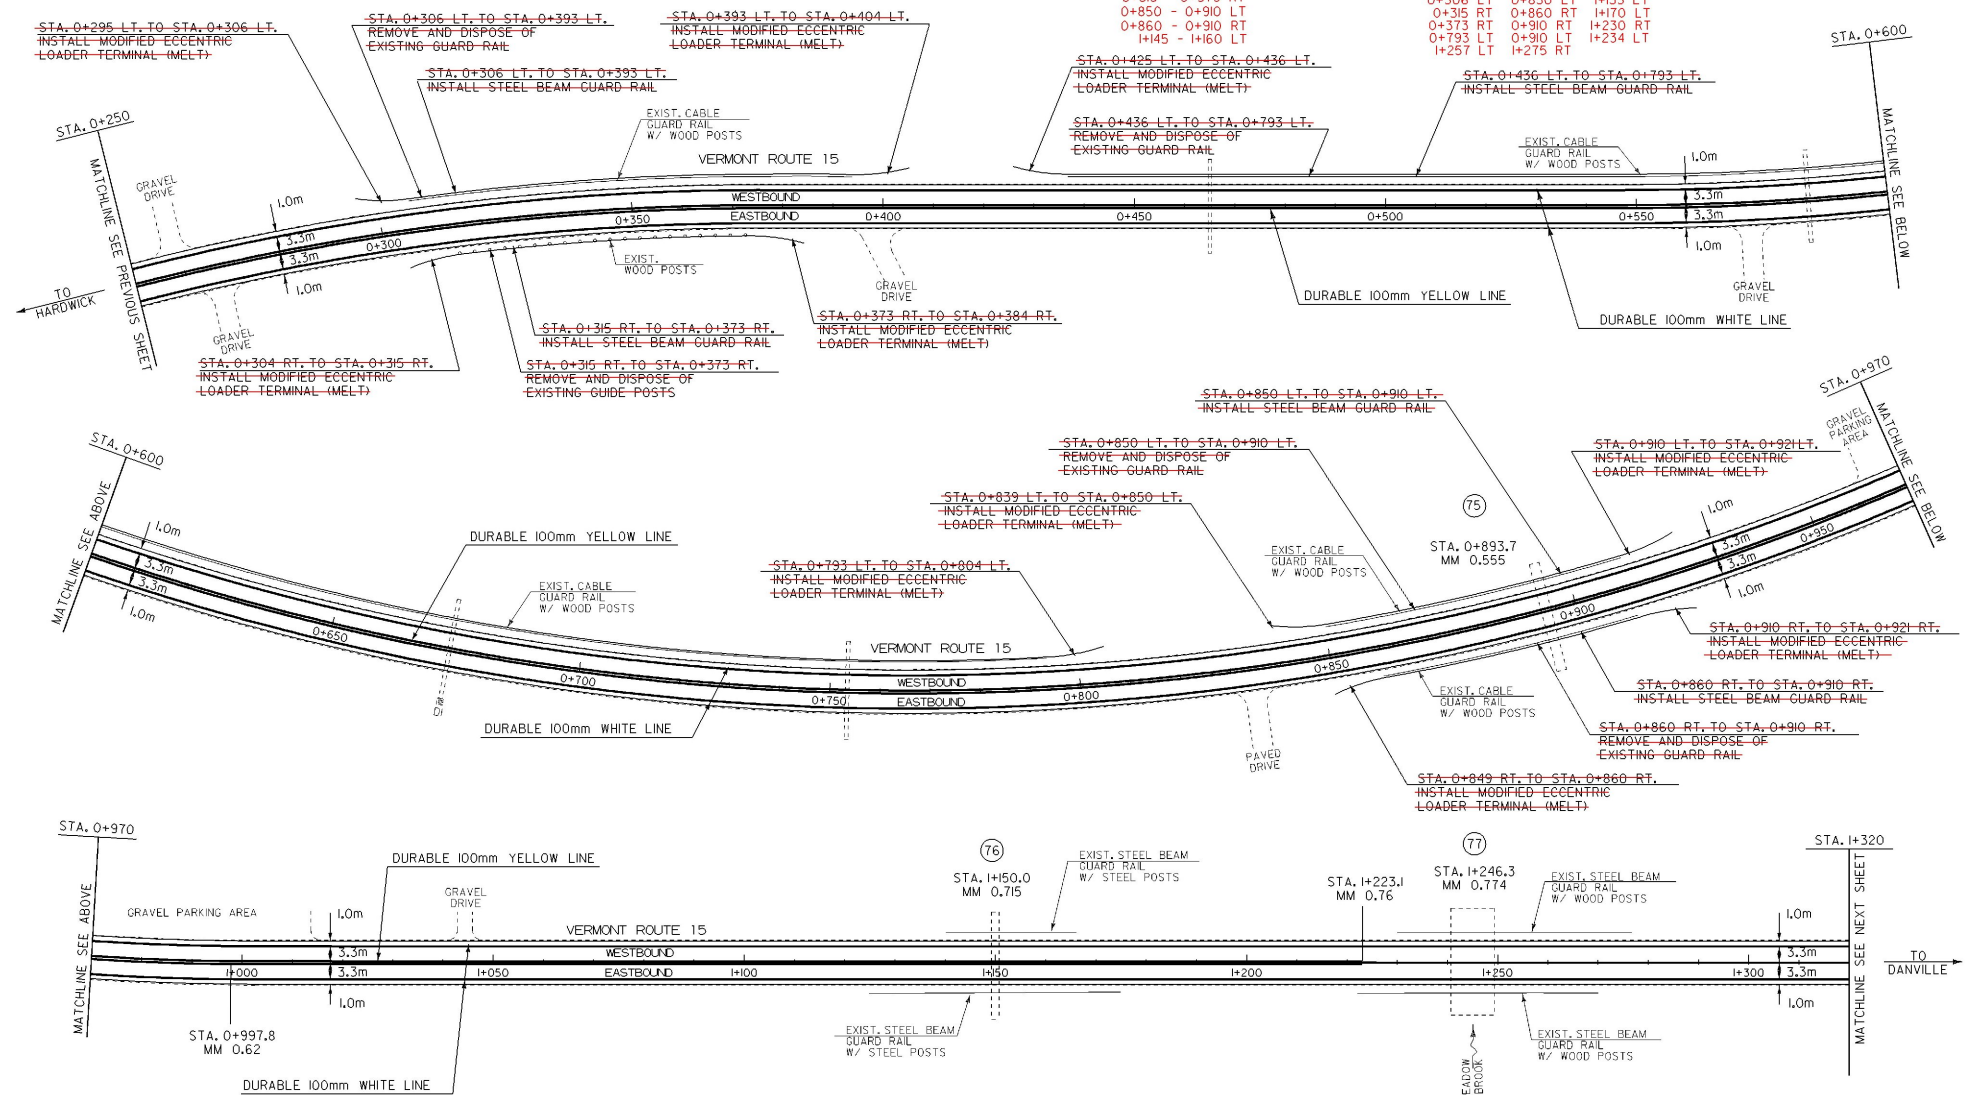 0+850 - 0+910 LT
0+860 - 0+910 RT
1+145 - 1+160 LT
0+315 RT 0+860 RT 1+170 LT
0+373 RT 0+910 RT 1+230 RT
0+793 LT 0+910 LT 1+234 LT
1+257 LT 1+275 RT
STA. 0+295 LT. TO STA. 0+306 LT.
INSTALL MODIFIED ECCENTRIC
LOADER TERMINAL (MELT)
STA. 0+306 LT. TO STA. 0+393 LT.
REMOVE AND DISPOSE OF
EXISTING GUARD RAIL
STA. 0+393 LT. TO STA. 0+404 LT.
INSTALL MODIFIED ECCENTRIC
LOADER TERMINAL (MELT)
STA. 0+306 LT. TO STA. 0+393 LT.
INSTALL STEEL BEAM GUARD RAIL
STA. 0+425 LT. TO STA. 0+436 LT.
INSTALL MODIFIED ECCENTRIC
LOADER TERMINAL (MELT)
STA. 0+436 LT. TO STA. 0+793 LT.
INSTALL STEEL BEAM GUARD RAIL
STA. 0+436 LT. TO STA. 0+793 LT.
REMOVE AND DISPOSE OF
EXISTING GUARD RAIL
STA. 0+600
MATCHLINE SEE BELOW
STA. 0+250
MATCHLINE SEE PREVIOUS SHEET
EXIST. CABLE
GUARD RAIL
W/ WOOD POSTS
EXIST. CABLE
GUARD RAIL
W/ WOOD POSTS
VERMONT ROUTE 15
GRAVEL
DRIVE
1.0m
3.3m
3.3m
1.0m
0+300
0+350
WESTBOUND
EASTBOUND
0+400
0+450
0+500
0+550
1.0m
3.3m
3.3m
1.0m
TO
HARDWICK
GRAVEL
DRIVE
EXIST.
WOOD POSTS
GRAVEL
DRIVE
GRAVEL
DRIVE
DURABLE 100mm YELLOW LINE
DURABLE 100mm WHITE LINE
STA. 0+304 RT. TO STA. 0+315 RT.
INSTALL MODIFIED ECCENTRIC
LOADER TERMINAL (MELT)
STA. 0+315 RT. TO STA. 0+373 RT.
INSTALL STEEL BEAM GUARD RAIL
STA. 0+315 RT. TO STA. 0+373 RT.
REMOVE AND DISPOSE OF
EXISTING GUIDE POSTS
STA. 0+373 RT. TO STA. 0+384 RT.
INSTALL MODIFIED ECCENTRIC
LOADER TERMINAL (MELT)
STA. 0+600
MATCHLINE SEE ABOVE
1.0m
3.3m
3.3m
1.0m
DURABLE 100mm YELLOW LINE
EXIST. CABLE
GUARD RAIL
W/ WOOD POSTS
DURABLE 100mm WHITE LINE
0+650
0+700
0+750
0+800
0+850
0+900
0+950
VERMONT ROUTE 15
WESTBOUND
EASTBOUND
STA. 0+793 LT. TO STA. 0+804 LT.
INSTALL MODIFIED ECCENTRIC
LOADER TERMINAL (MELT)
STA. 0+839 LT. TO STA. 0+850 LT.
INSTALL MODIFIED ECCENTRIC
LOADER TERMINAL (MELT)
STA. 0+850 LT. TO STA. 0+910 LT.
REMOVE AND DISPOSE OF
EXISTING GUARD RAIL
STA. 0+850 LT. TO STA. 0+910 LT.
INSTALL STEEL BEAM GUARD RAIL
STA. 0+910 LT. TO STA. 0+921 LT.
INSTALL MODIFIED ECCENTRIC
LOADER TERMINAL (MELT)
75
STA. 0+893.7
MM 0.555
EXIST. CABLE
GUARD RAIL
W/ WOOD POSTS
GRAVEL
PARKING
AREA
STA. 0+970
MATCHLINE SEE BELOW
1.0m
3.3m
3.3m
1.0m
STA. 0+910 RT. TO STA. 0+921 RT.
INSTALL MODIFIED ECCENTRIC
LOADER TERMINAL (MELT)
STA. 0+860 RT. TO STA. 0+910 RT.
INSTALL STEEL BEAM GUARD RAIL
STA. 0+860 RT. TO STA. 0+910 RT.
REMOVE AND DISPOSE OF
EXISTING GUARD RAIL
EXIST. CABLE
GUARD RAIL
W/ WOOD POSTS
PAVED
DRIVE
STA. 0+849 RT. TO STA. 0+860 RT.
INSTALL MODIFIED ECCENTRIC
LOADER TERMINAL (MELT)
STA. 0+970
MATCHLINE SEE ABOVE
DURABLE 100mm YELLOW LINE
GRAVEL PARKING AREA
GRAVEL
DRIVE
1.0m
3.3m
3.3m
1.0m
VERMONT ROUTE 15
WESTBOUND
EASTBOUND
1+000
1+050
1+100
1+150
1+200
1+250
1+300
STA. 0+997.8
MM 0.62
DURABLE 100mm WHITE LINE
76
STA. 1+150.0
MM 0.715
EXIST. STEEL BEAM
GUARD RAIL
W/ STEEL POSTS
EXIST. STEEL BEAM
GUARD RAIL
W/ STEEL POSTS
STA. 1+223.1
MM 0.76
77
STA. 1+246.3
MM 0.774
EXIST. STEEL BEAM
GUARD RAIL
W/ WOOD POSTS
EXIST. STEEL BEAM
GUARD RAIL
W/ WOOD POSTS
EADOW
BROOK
STA. 1+320
MATCHLINE SEE NEXT SHEET
1.0m
3.3m
3.3m
1.0m
TO
DANVILLE